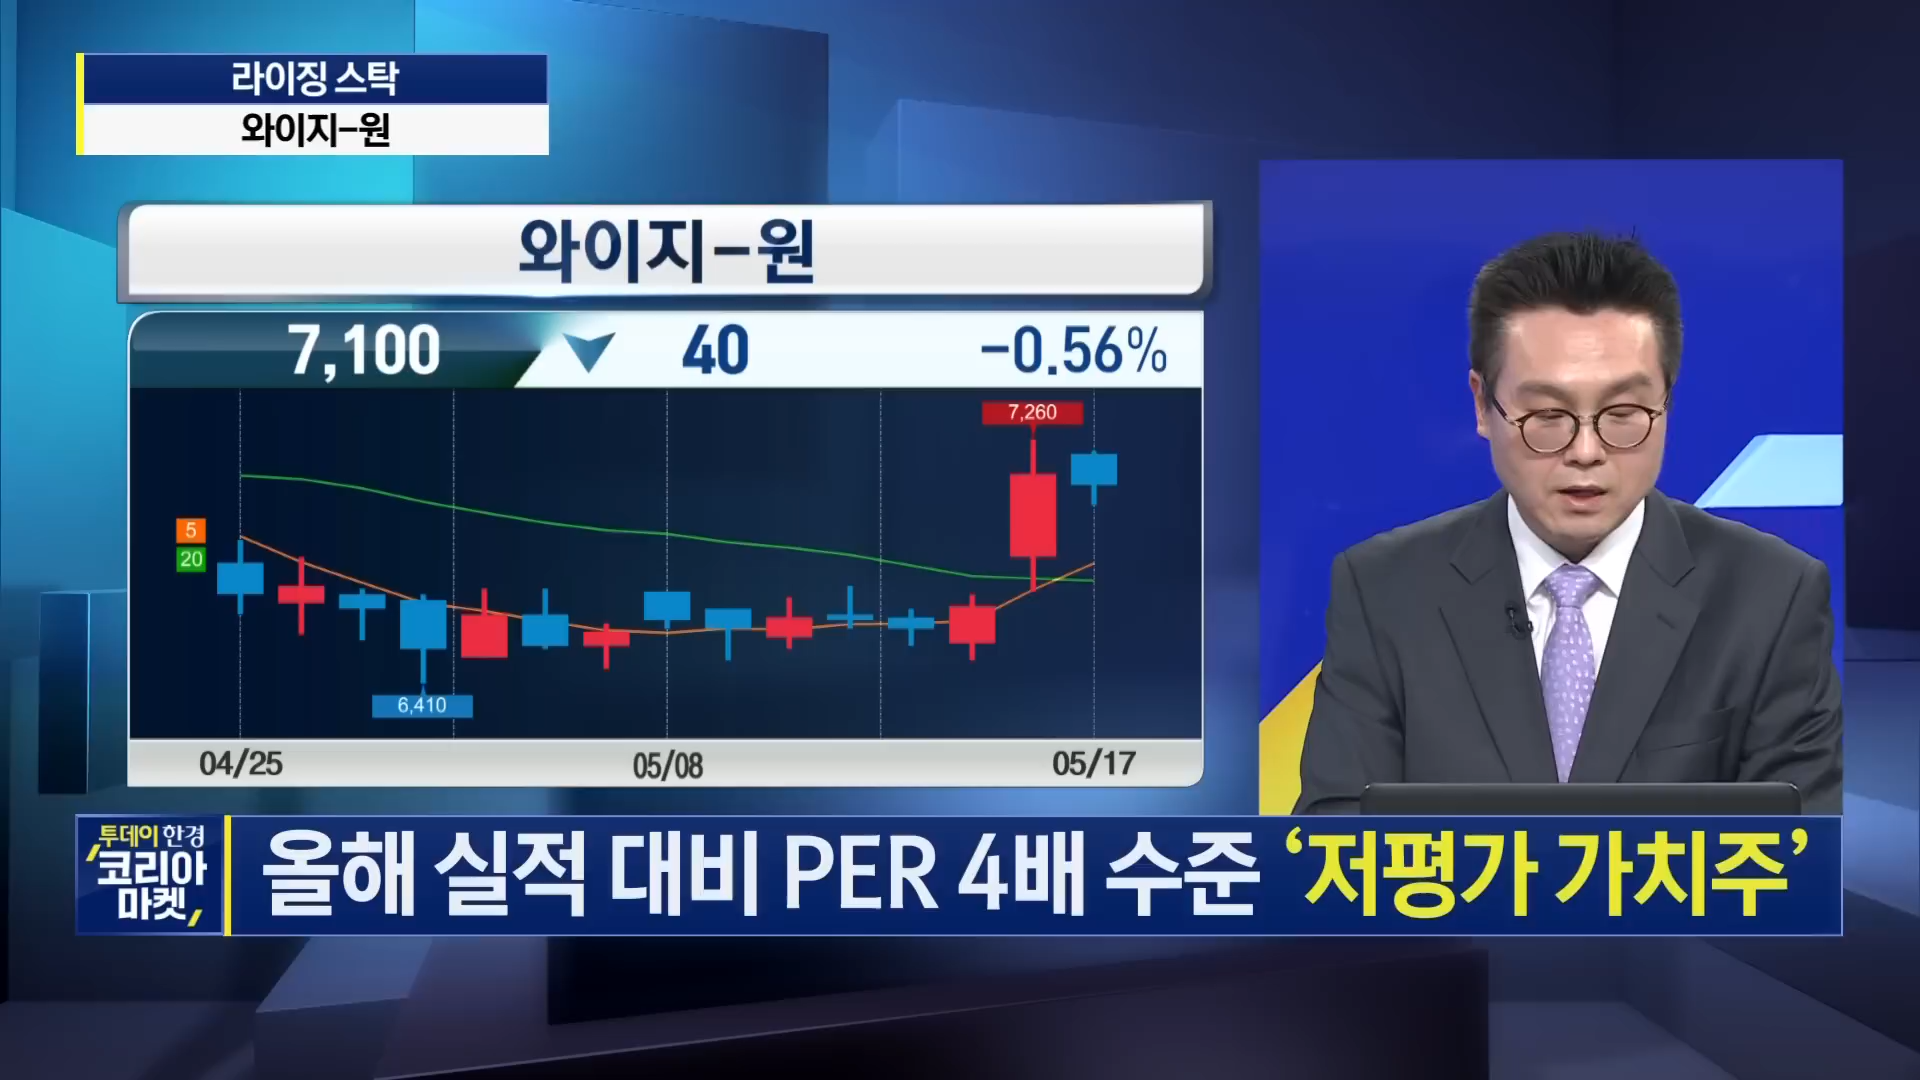 라이징 스탁
와이지-원
와이지-원
7,100 ▼ 40 -0.56%
7,260
5
20
6,410
04/25 05/08 05/17
투데이 한경
코리아
마켓
올해 실적 대비 PER 4배 수준 ‘저평가 가치주’